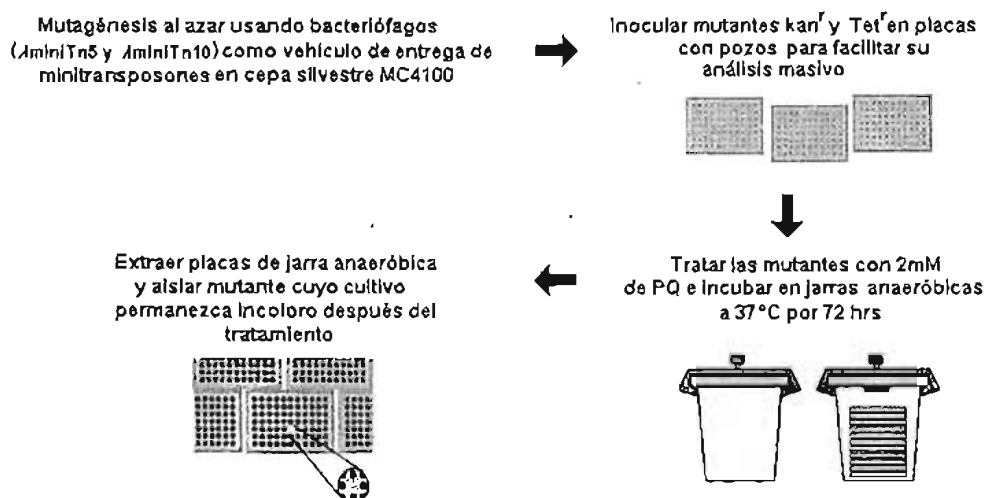 Mutagénesis al azar usando bacteriófagos
(λminiTn5 y λminiTn10) como vehículo de entrega de
minitransposones en cepa silvestre MC4100
Inocular mutantes kanʳ y Tetʳ en placas
con pozos para facilitar su
análisis masivo
Tratar las mutantes con 2mM
de PQ e incubar en jarras anaeróbicas
a 37°C por 72 hrs
Extraer placas de jarra anaeróbica
y aislar mutante cuyo cultivo
permanezca incoloro después del
tratamiento